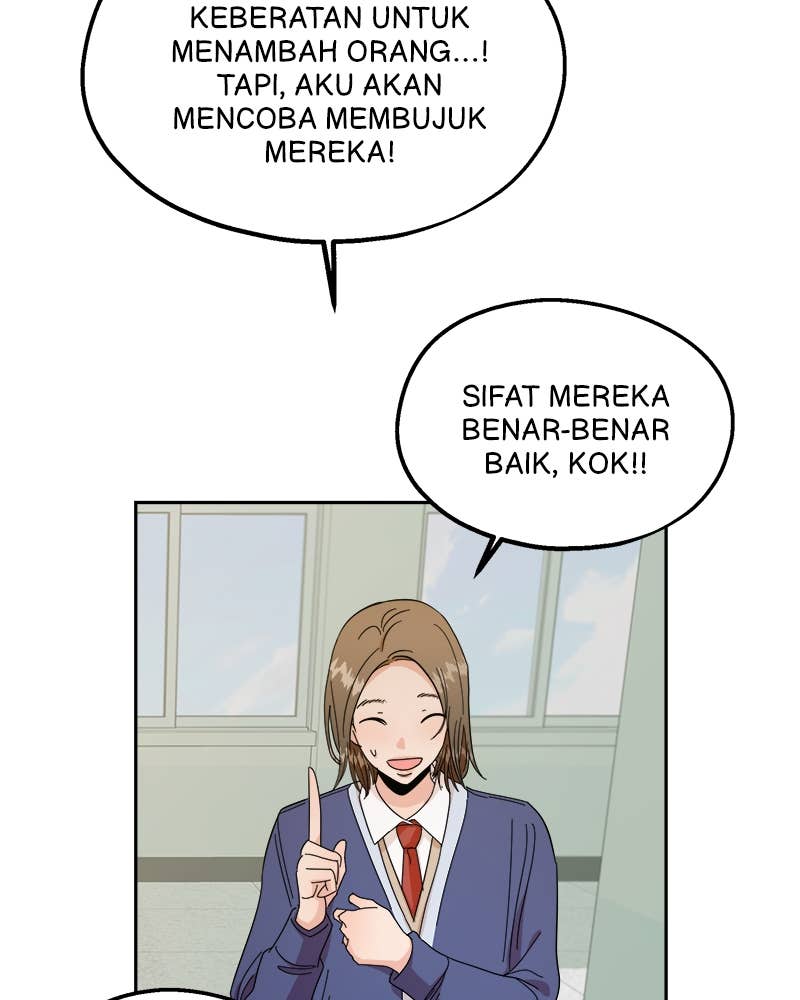 KEBERATAN UNTUK
MENAMBAH ORANG...!
TAPI, AKU AKAN
MENCOBA MEMBUJUK
MEREKA!
SIFAT MEREKA
BENAR-BENAR
BAIK, KOK!!